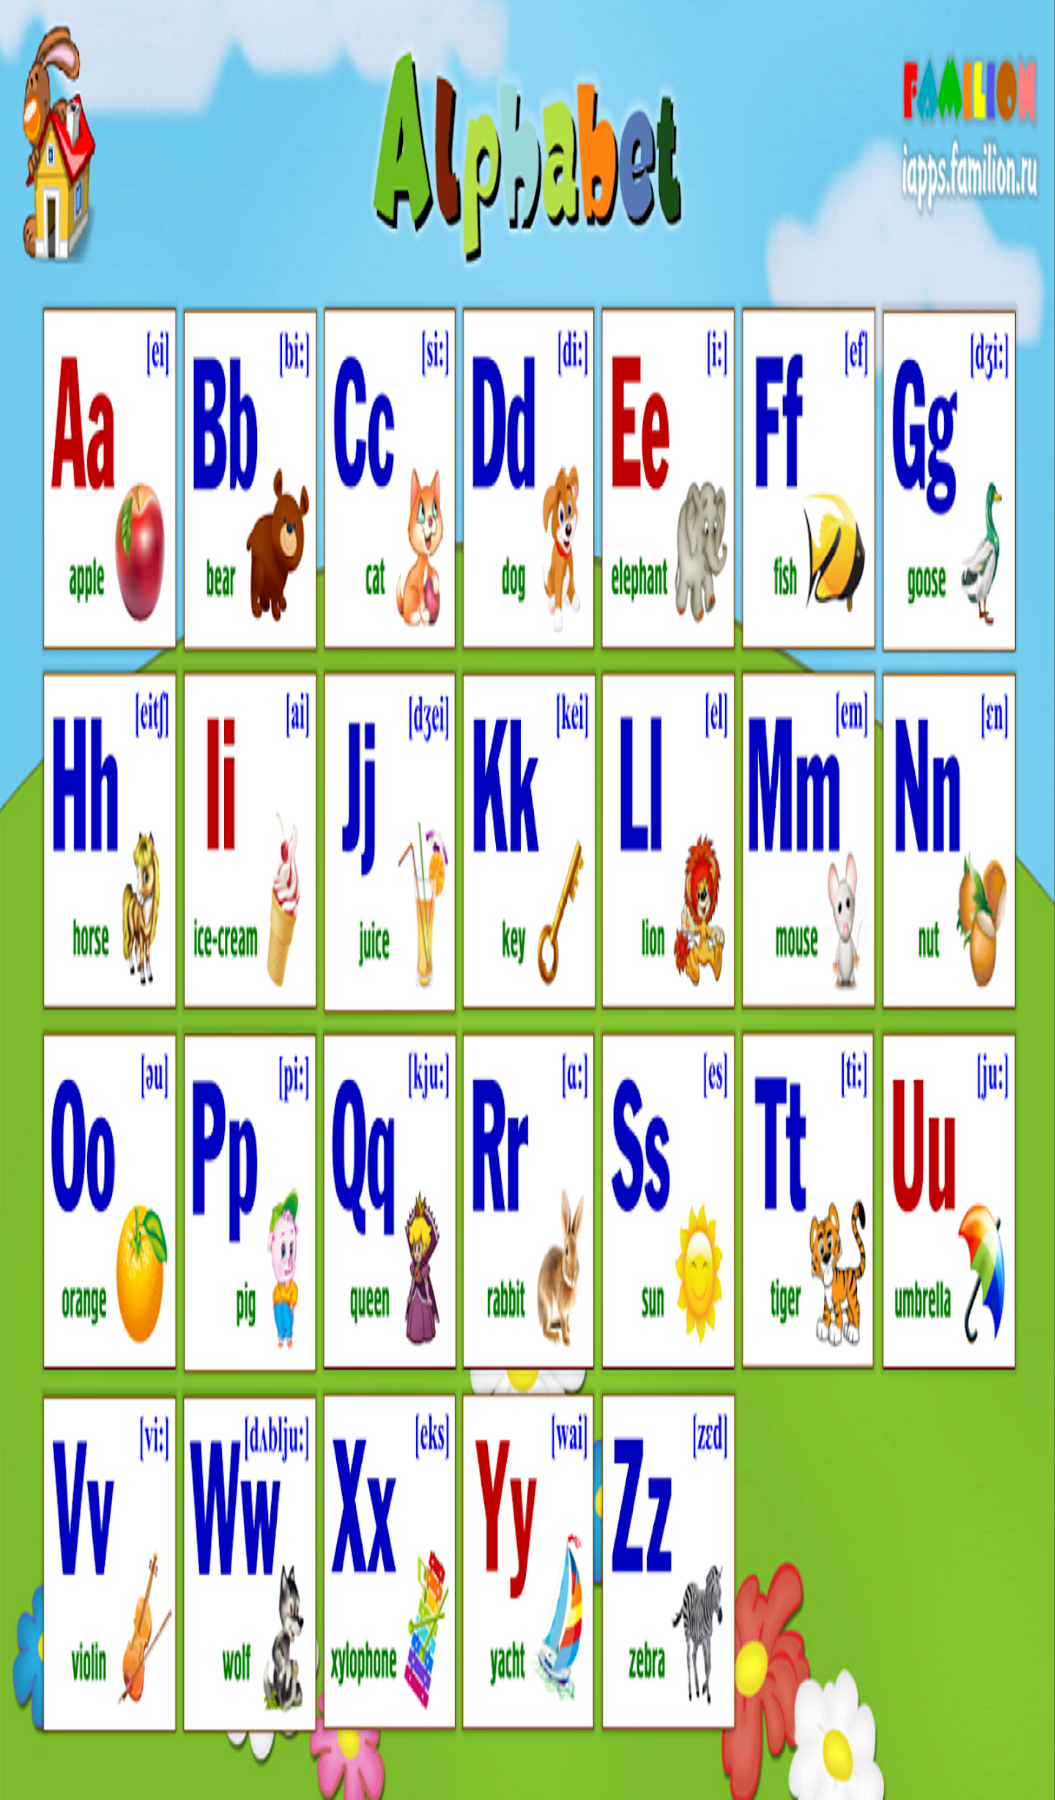 Alphabet
FAMILION
iapps.familion.ru
[ei]
Aa
apple
[bi:]
Bb
bear
[si:]
Cc
cat
[di:]
Dd
dog
[i:]
Ee
elephant
[ef]
Ff
fish
[dʒi:]
Gg
goose
[eitʃ]
Hh
horse
[ai]
Ii
ice-cream
[dʒei]
Jj
juice
[kei]
Kk
key
[el]
Ll
lion
[em]
Mm
mouse
[ɛn]
Nn
nut
[əu]
Oo
orange
[pi:]
Pp
pig
[kju:]
Qq
queen
[ɑ:]
Rr
rabbit
[es]
Ss
sun
[ti:]
Tt
tiger
[ju:]
Uu
umbrella
[vi:]
Vv
violin
[dʌblju:]
Ww
wolf
[eks]
Xx
xylophone
[wai]
Yy
yacht
[zɛd]
Zz
zebra